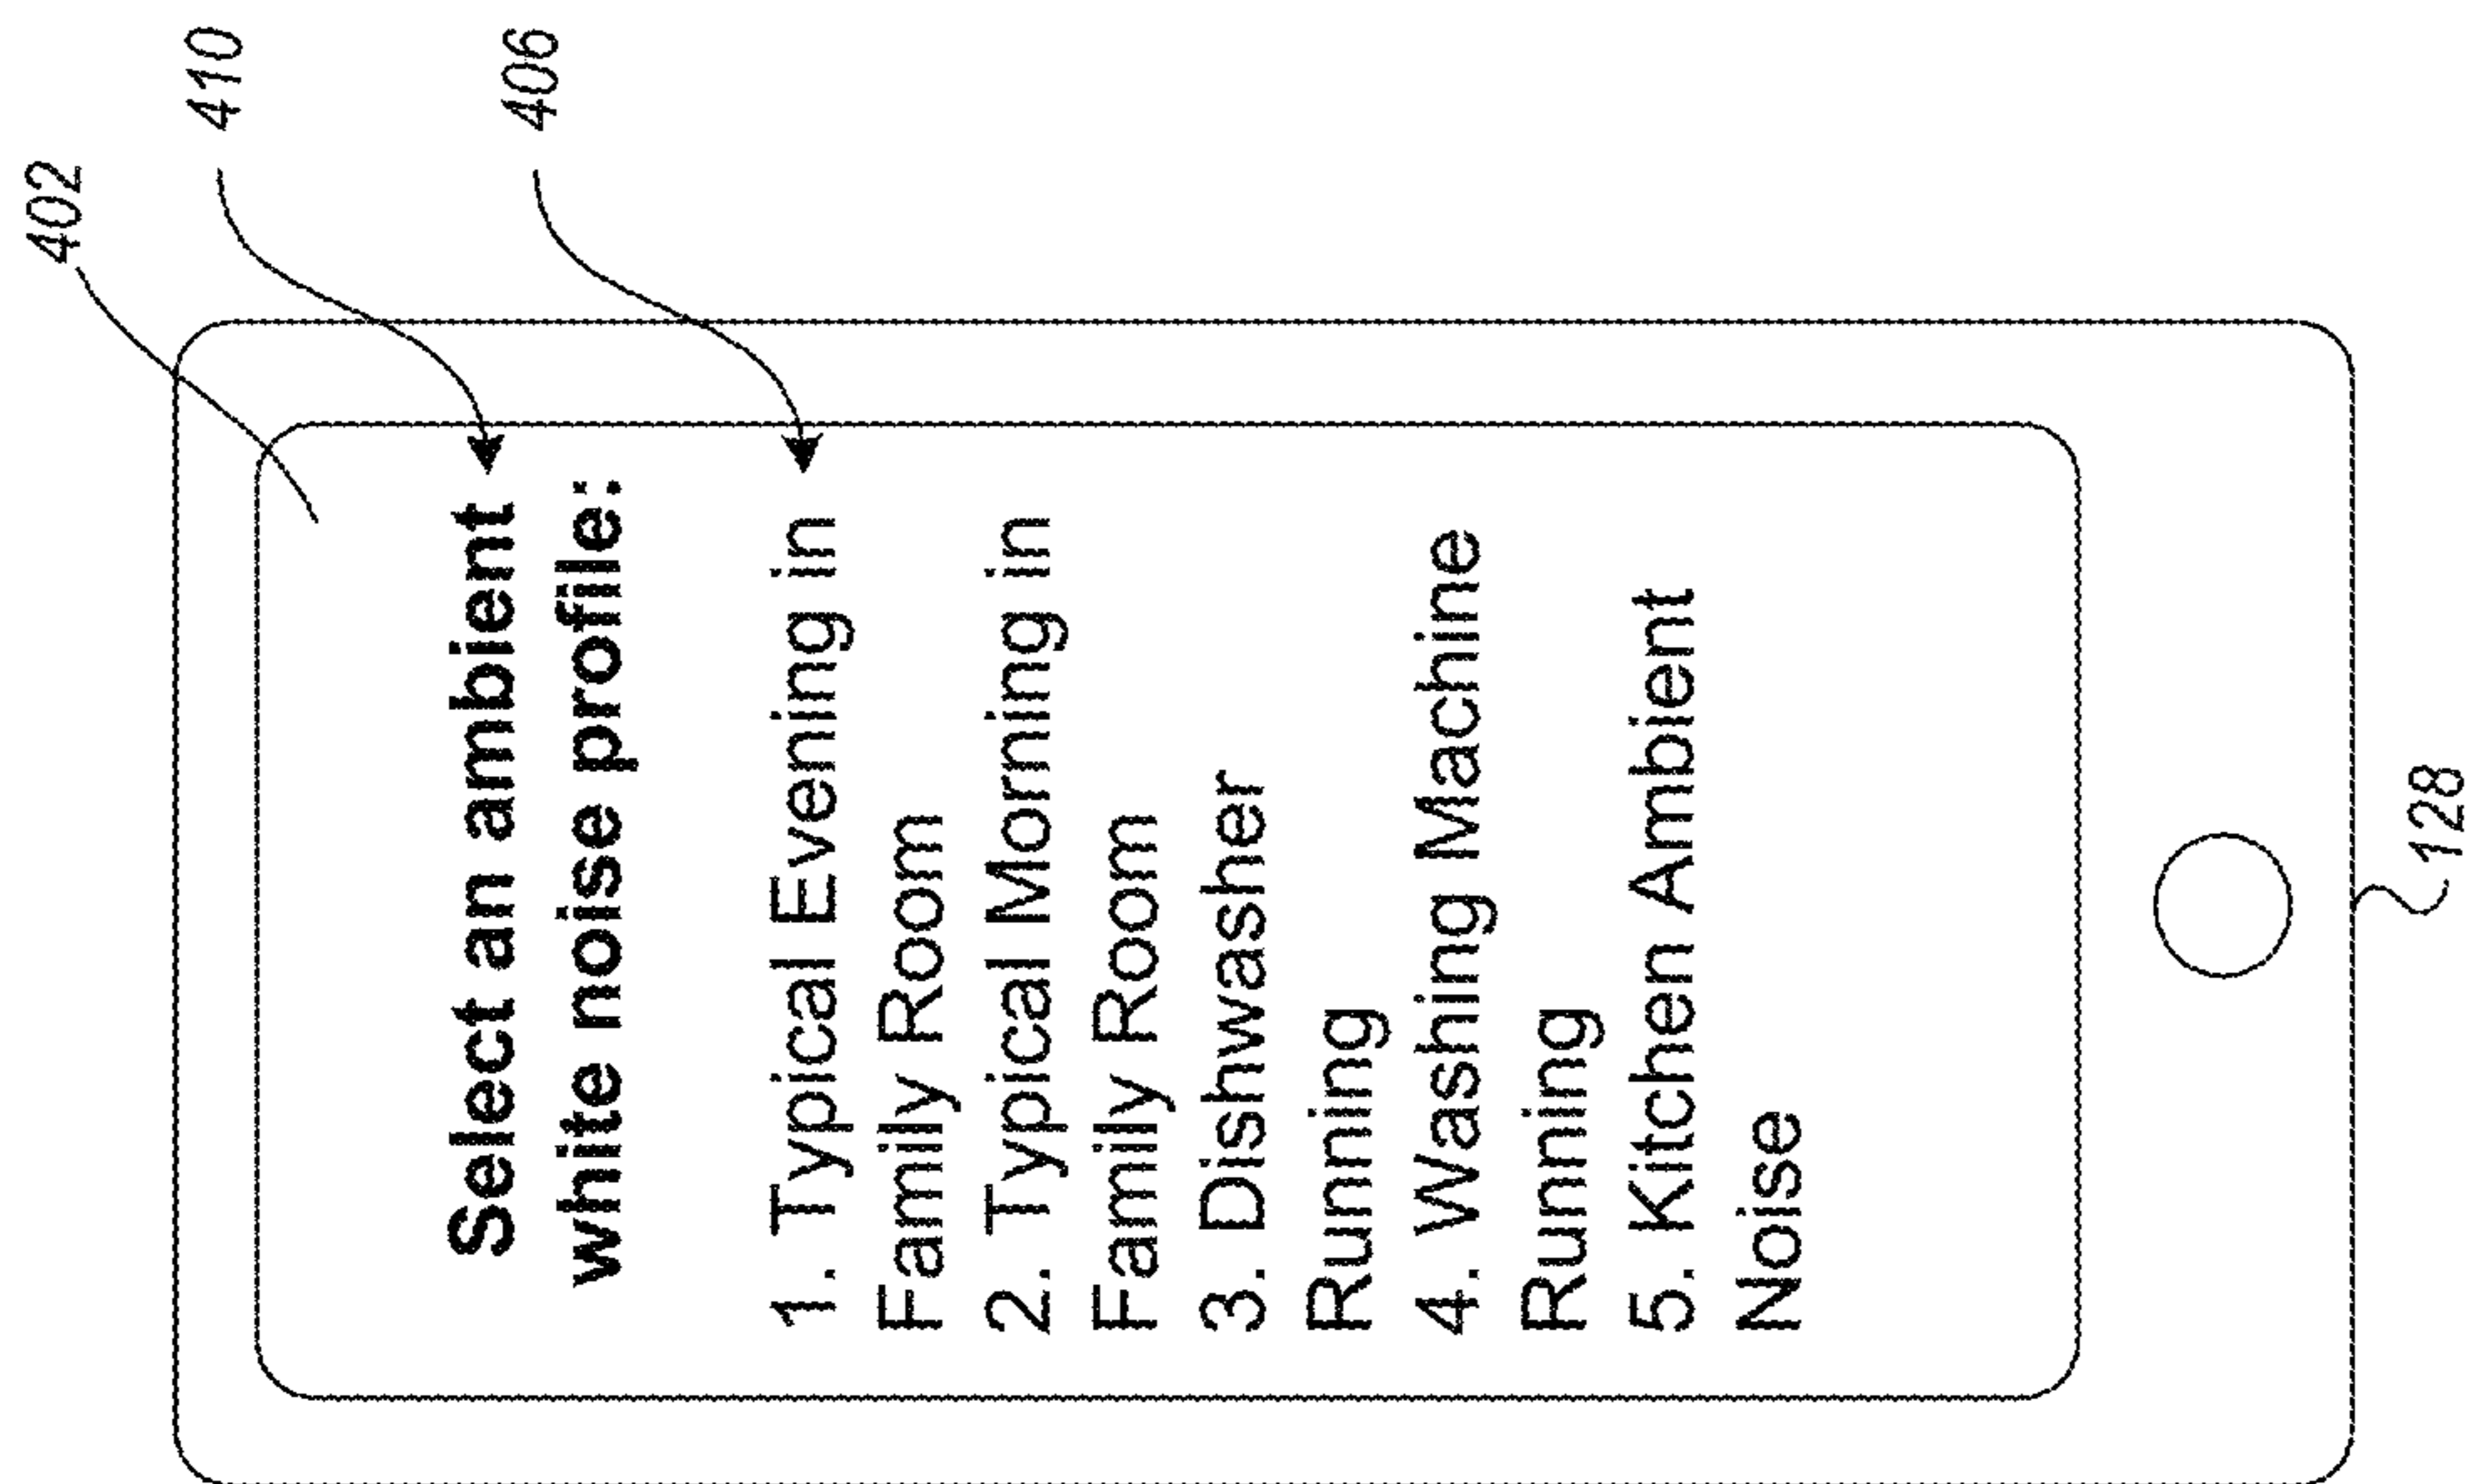 402
410
406
Select an ambient
white noise profile:
1. Typical Evening in
Family Room
2. Typical Morning in
Family Room
3. Dishwasher
Running
4. Washing Machine
Running
5. Kitchen Ambient
Noise
128